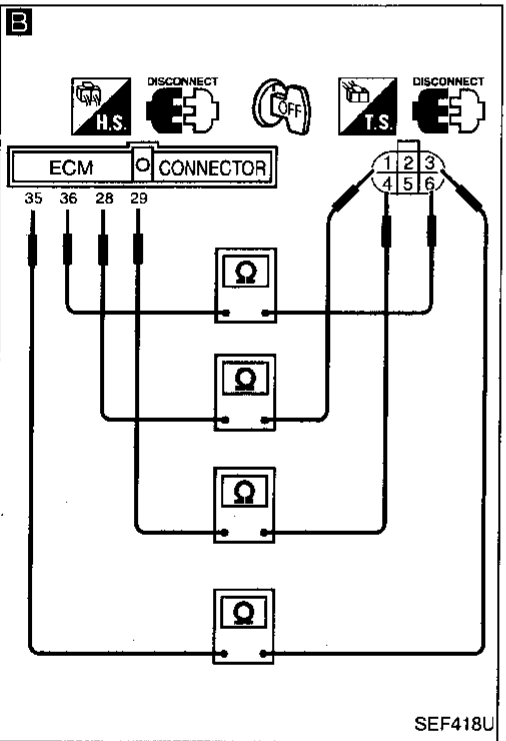 B
DISCONNECT
DISCONNECT
H.S.
OFF
T.S.
ECM CONNECTOR
1 2 3
4 5 6
35 36 28 29
Ω
Ω
Ω
Ω
SEF418U